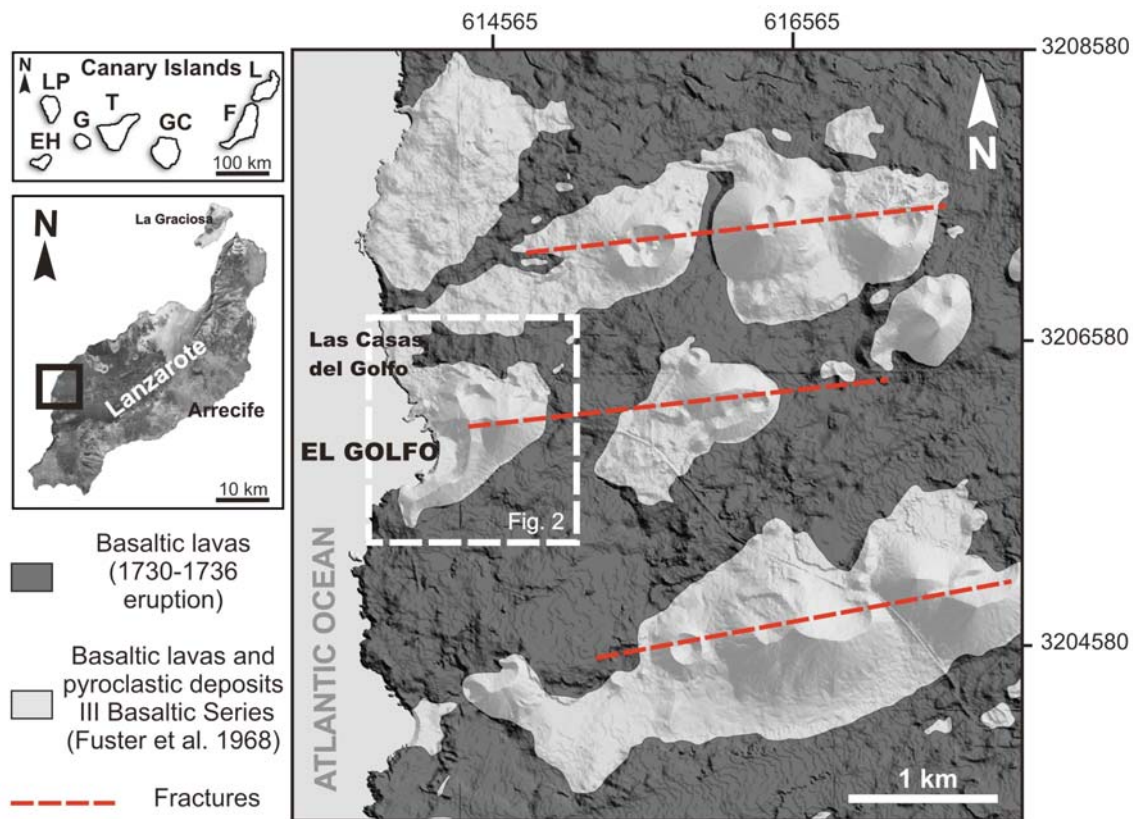 614565
616565
3208580
3206580
3204580
N
Canary Islands
L
LP
T
G
GC
F
EH
100 km
N
La Graciosa
Lanzarote
Arrecife
10 km
Basaltic lavas
(1730-1736
eruption)
Basaltic lavas and
pyroclastic deposits
III Basaltic Series
(Fuster et al. 1968)
Fractures
N
Las Casas
del Golfo
EL GOLFO
Fig. 2
ATLANTIC OCEAN
1 km